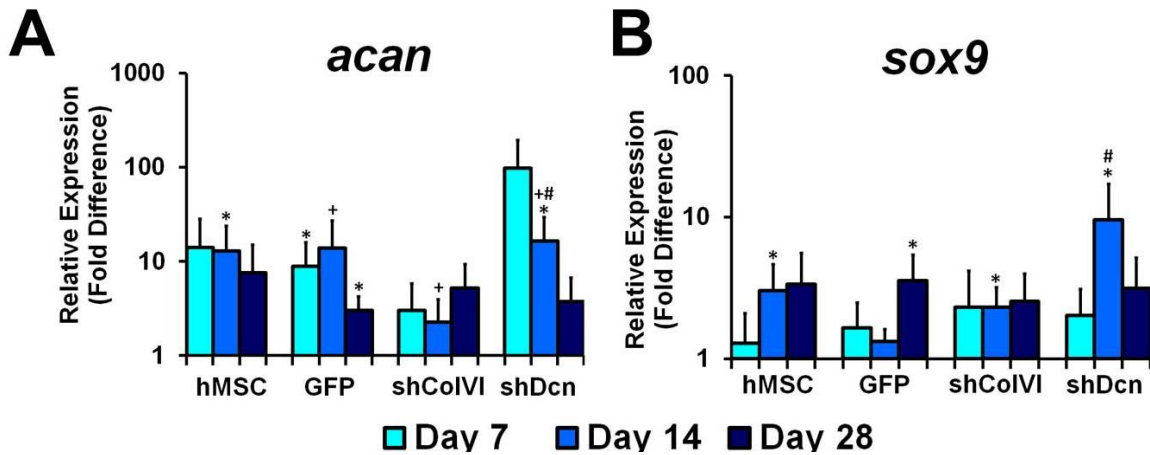 A
acan
Relative Expression
(Fold Difference)
1000
100
10
1
*
*
+
*
+
+#
*
hMSC
GFP
shColVI
shDcn
B
sox9
Relative Expression
(Fold Difference)
100
10
1
*
*
*
#
*
hMSC
GFP
shColVI
shDcn
Day 7
Day 14
Day 28